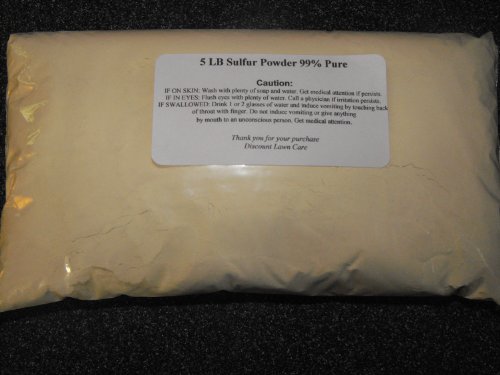 5 LB Sulfur Powder 99% Pure
Caution:
IF ON SKIN: Wash with plenty of soap and water. Get medical attention if persists.
IF IN EYES: Flush eyes with plenty of water. Call a physician if irritation persists.
IF SWALLOWED: Drink 1 or 2 glasses of water and induce vomiting by touching back
of throat with finger. Do not induce vomiting or give anything
by mouth to an unconscious person. Get medical attention.
Thank you for your purchase
Discount Lawn Care